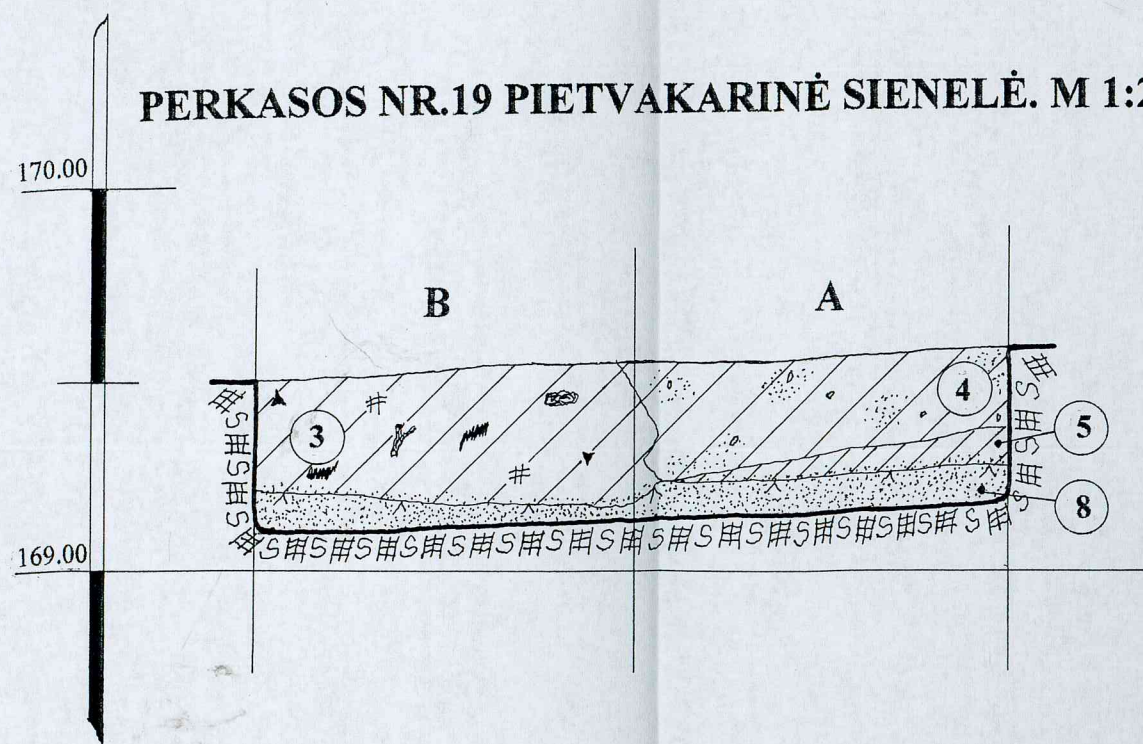 PERKASOS NR.19 PIETVAKARINĖ SIENELĖ. M 1:2
170.00
B A
4
3 5
8
169.00